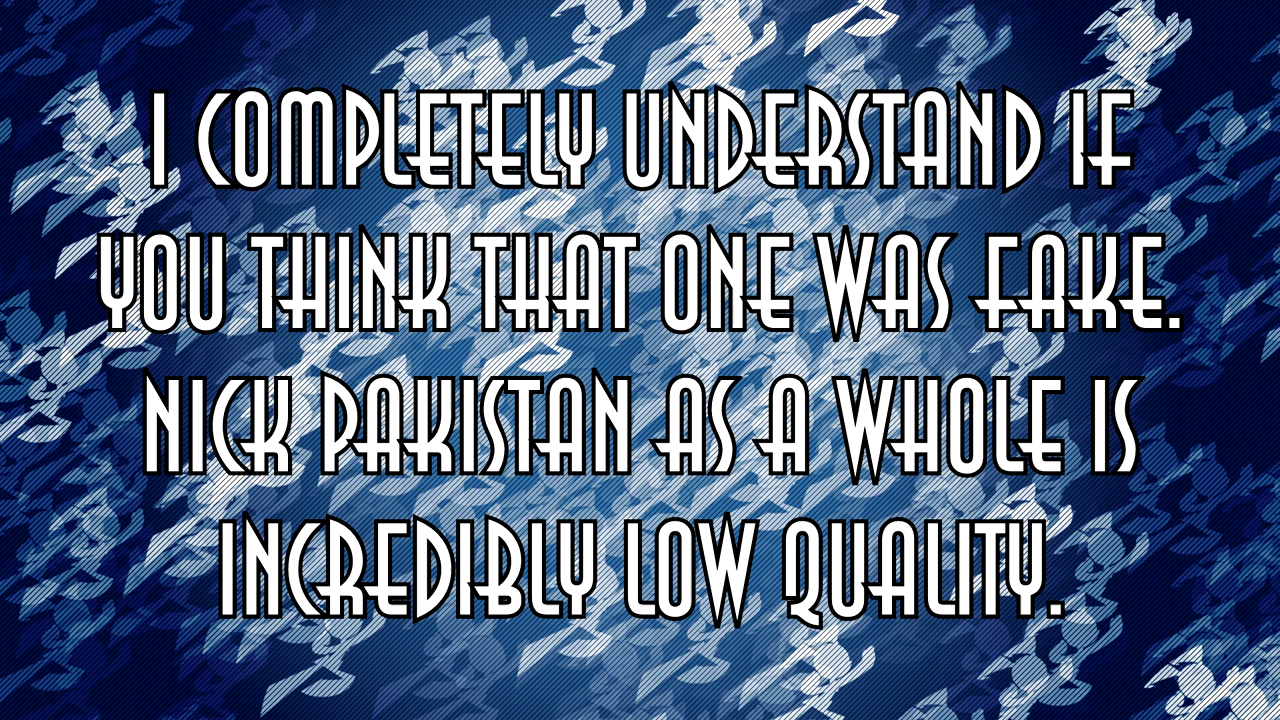 I COMPLETELY UNDERSTAND IF
YOU THINK THAT ONE WAS FAKE.
NICK PAKISTAN AS A WHOLE IS
INCREDIBLY LOW QUALITY.